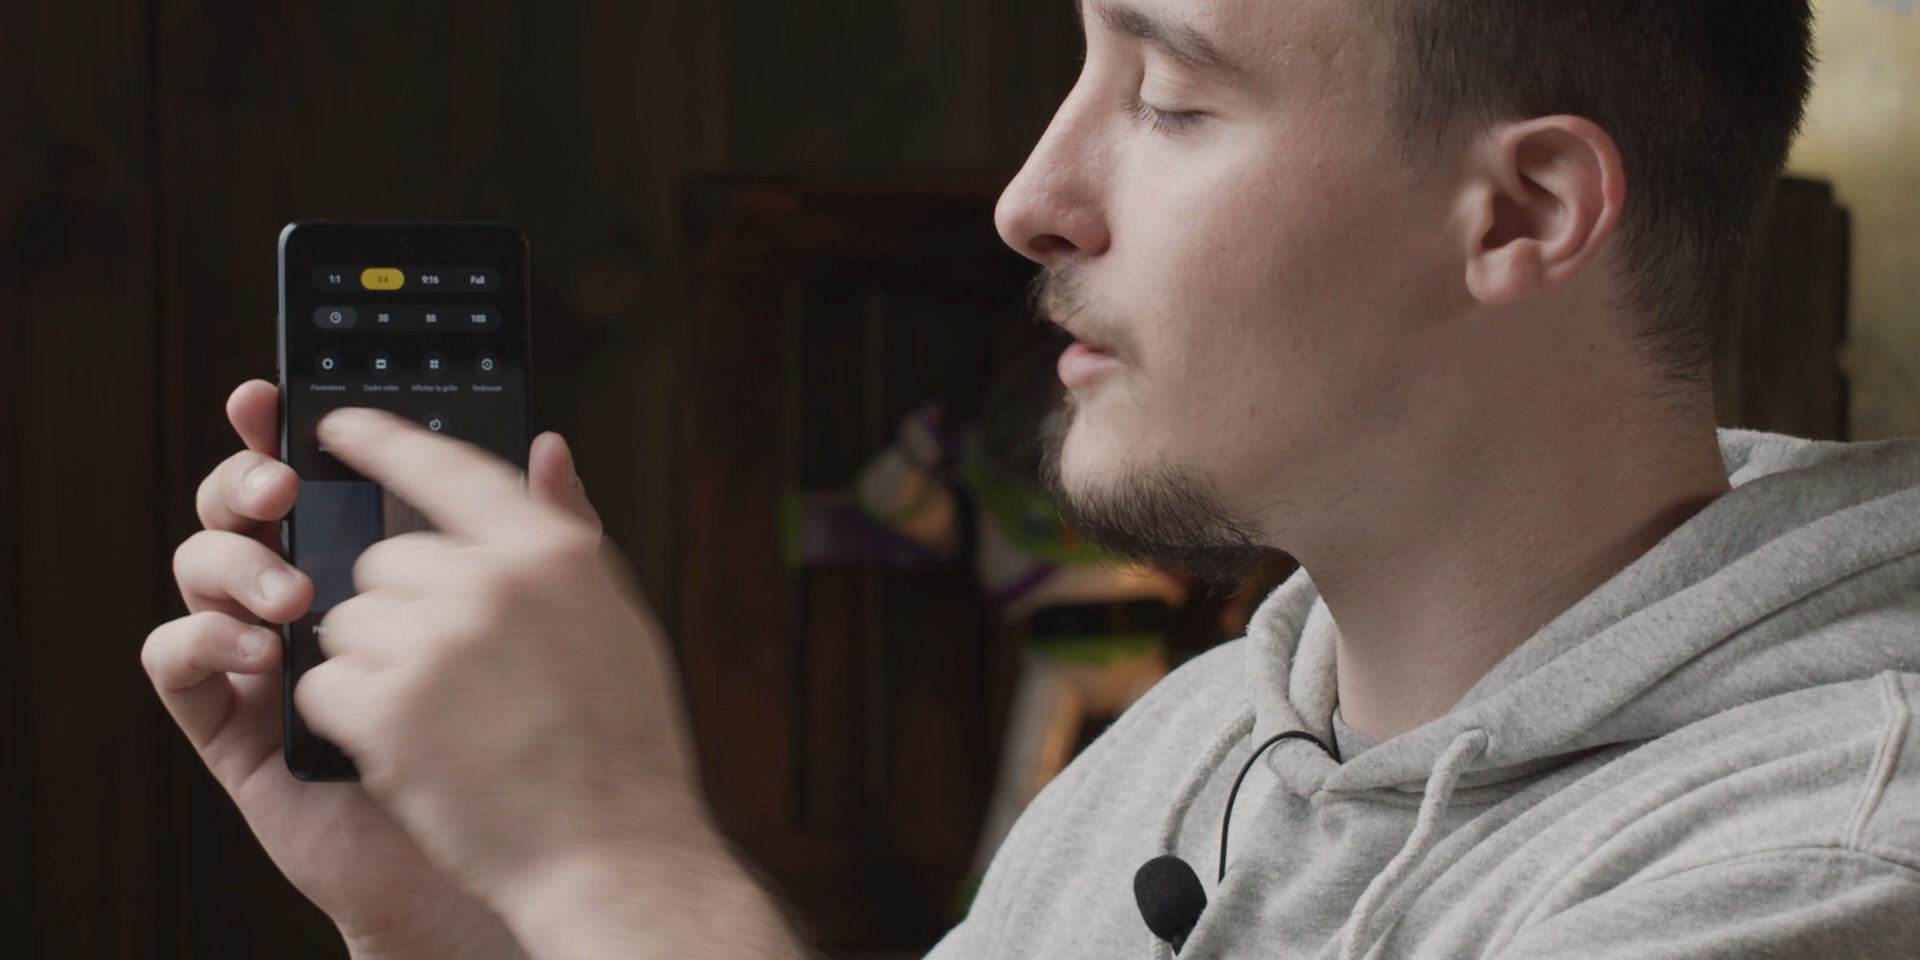 1:1 3:4 9:16 Full
3S 5S 10S
Paramètres Cadre vidéo Afficher la grille Redresser